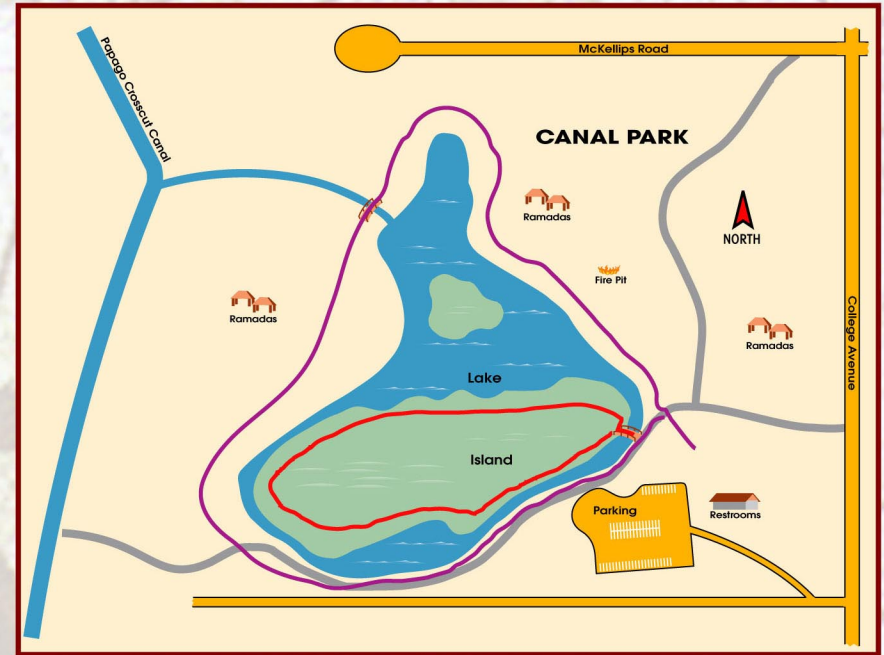 McKellips Road
Papago Crosscut Canal
CANAL PARK
Ramadas
NORTH
Fire Pit
Ramadas
Ramadas
College Avenue
Lake
Island
Parking
Restrooms